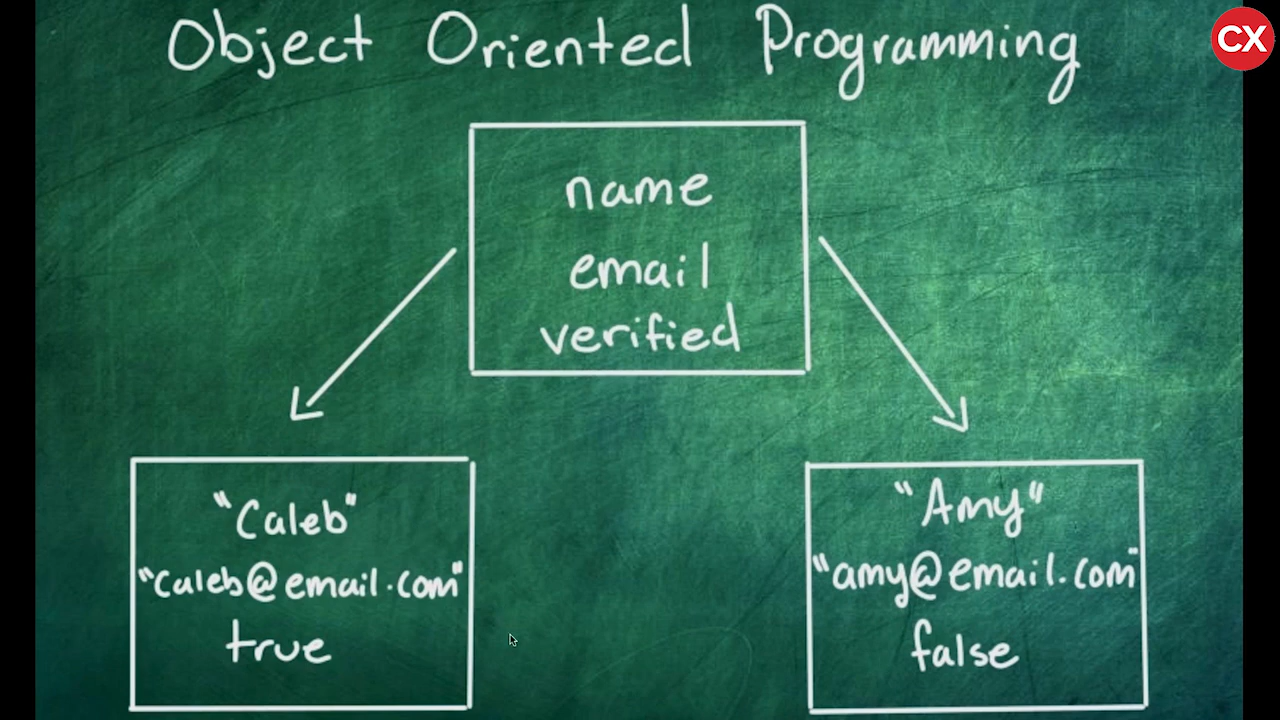 Object Oriented Programming
CX
name
email
verified
"Caleb"
"caleb@email.com"
true
"Amy"
"amy@email.com"
false